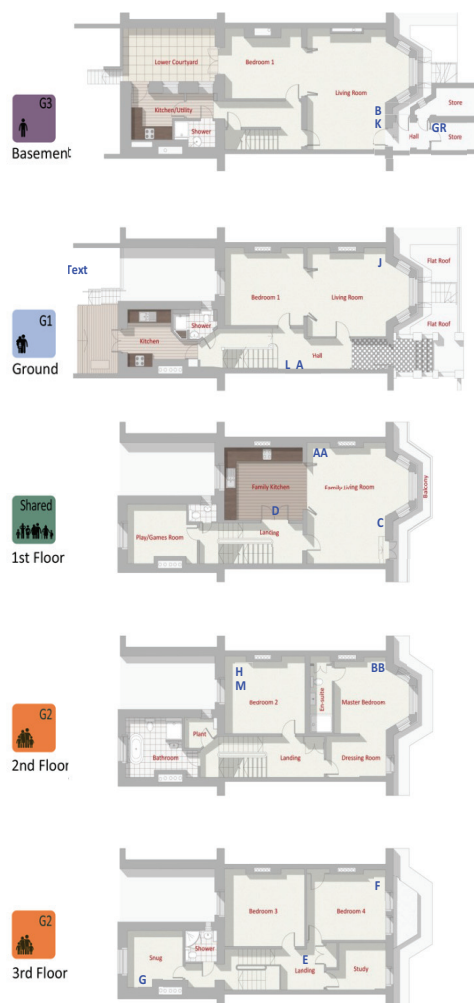 G3
Basement
Lower Courtyard
Bedroom 1
Living Room
Kitchen/Utility
Shower
B
K
Hall
GR
Store
Store
Text
G1
Ground
J
Flat Roof
Bedroom 1
Living Room
Shower
Kitchen
Hall
L A
Flat Roof
Shared
1st Floor
AA
Family Kitchen
Family Living Room
Balcony
D
C
Landing
Play/Games Room
G2
2nd Floor
H
M
BB
Bedroom 2
En-suite
Master Bedroom
Plant
Bathroom
Landing
Dressing Room
G2
3rd Floor
F
Bedroom 3
Bedroom 4
Shower
Snug
G
E
Landing
Study